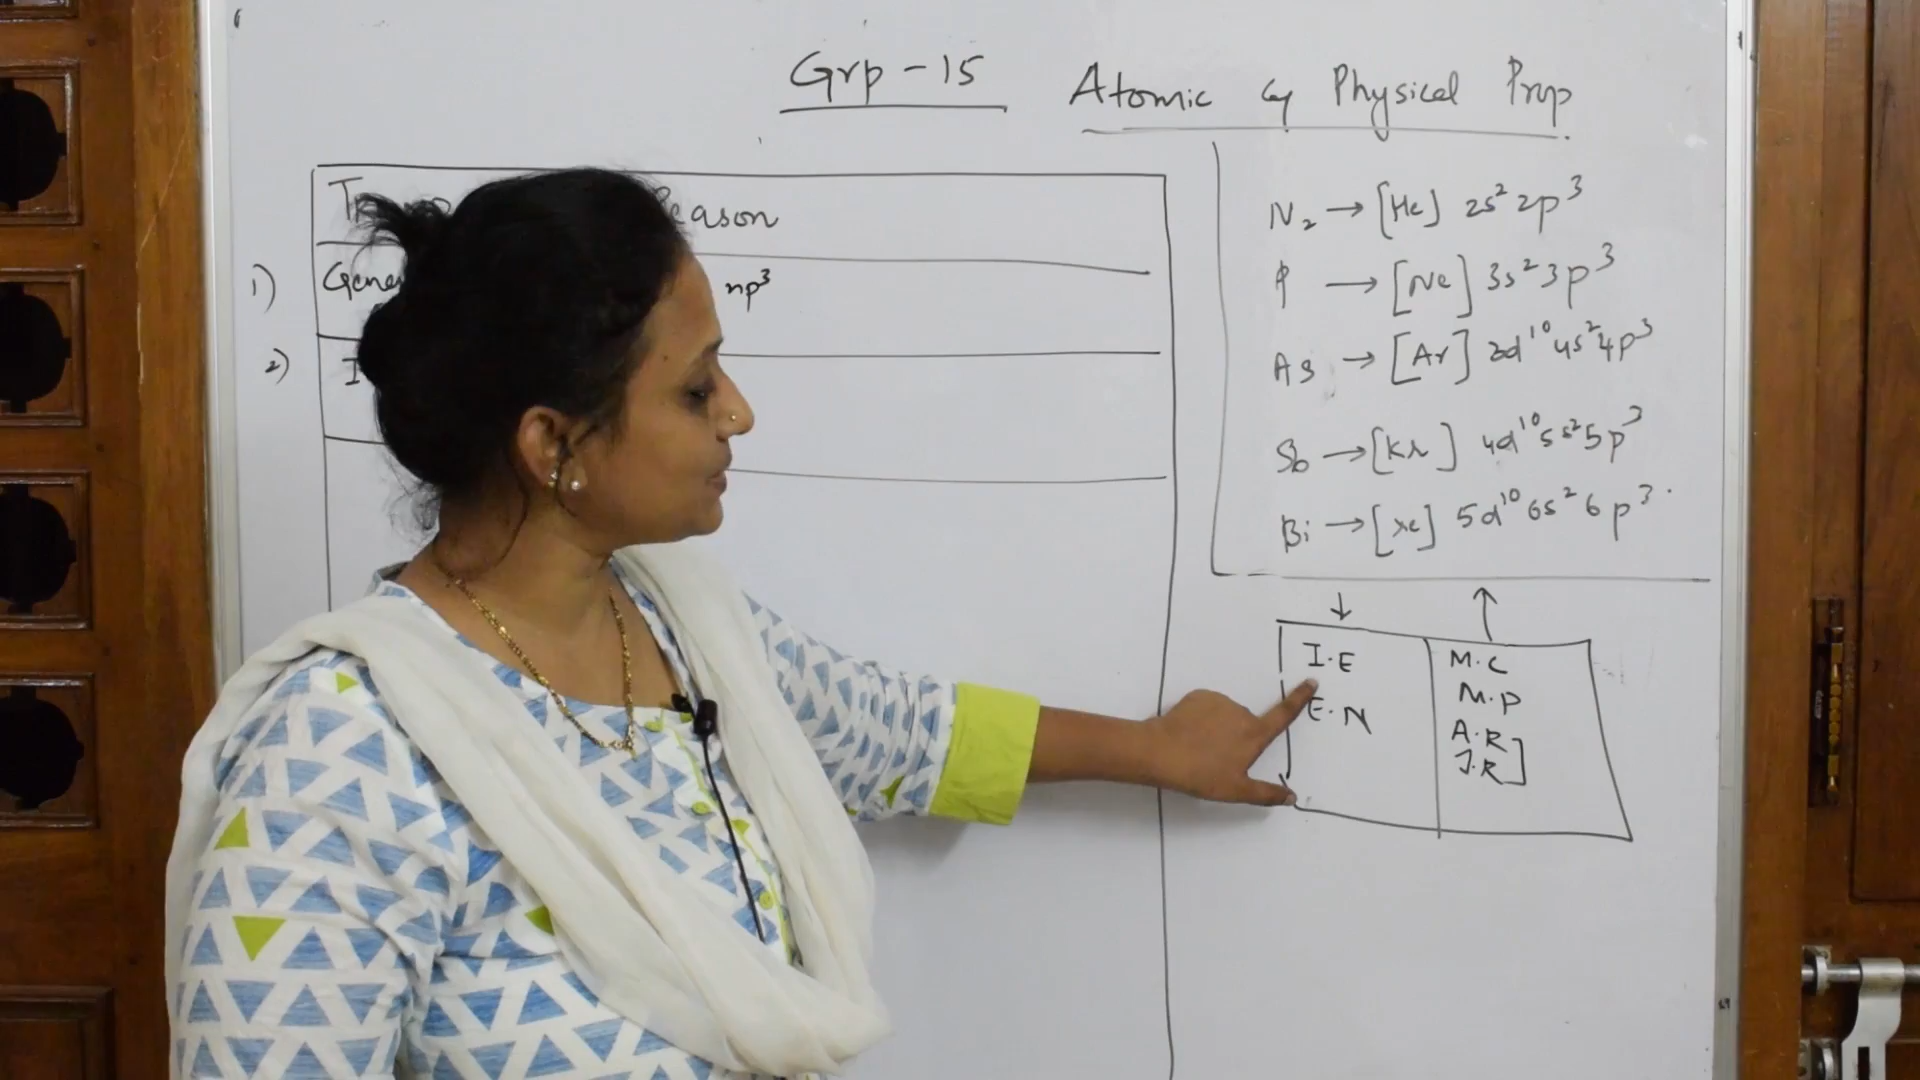 Grp - 15 Atomic & Physical Prop
Reason
1) Gene np³
2) I
N₂ → [He] 2s² 2p³
P → [Ne] 3s² 3p³
As → [Ar] 3d¹⁰ 4s² 4p³
Sb → [Kr] 4d¹⁰ 5s² 5p³
Bi → [Xe] 5d¹⁰ 6s² 6p³
↓ ↑
I.E
E.N
M.C
M.P
A.R
I.R